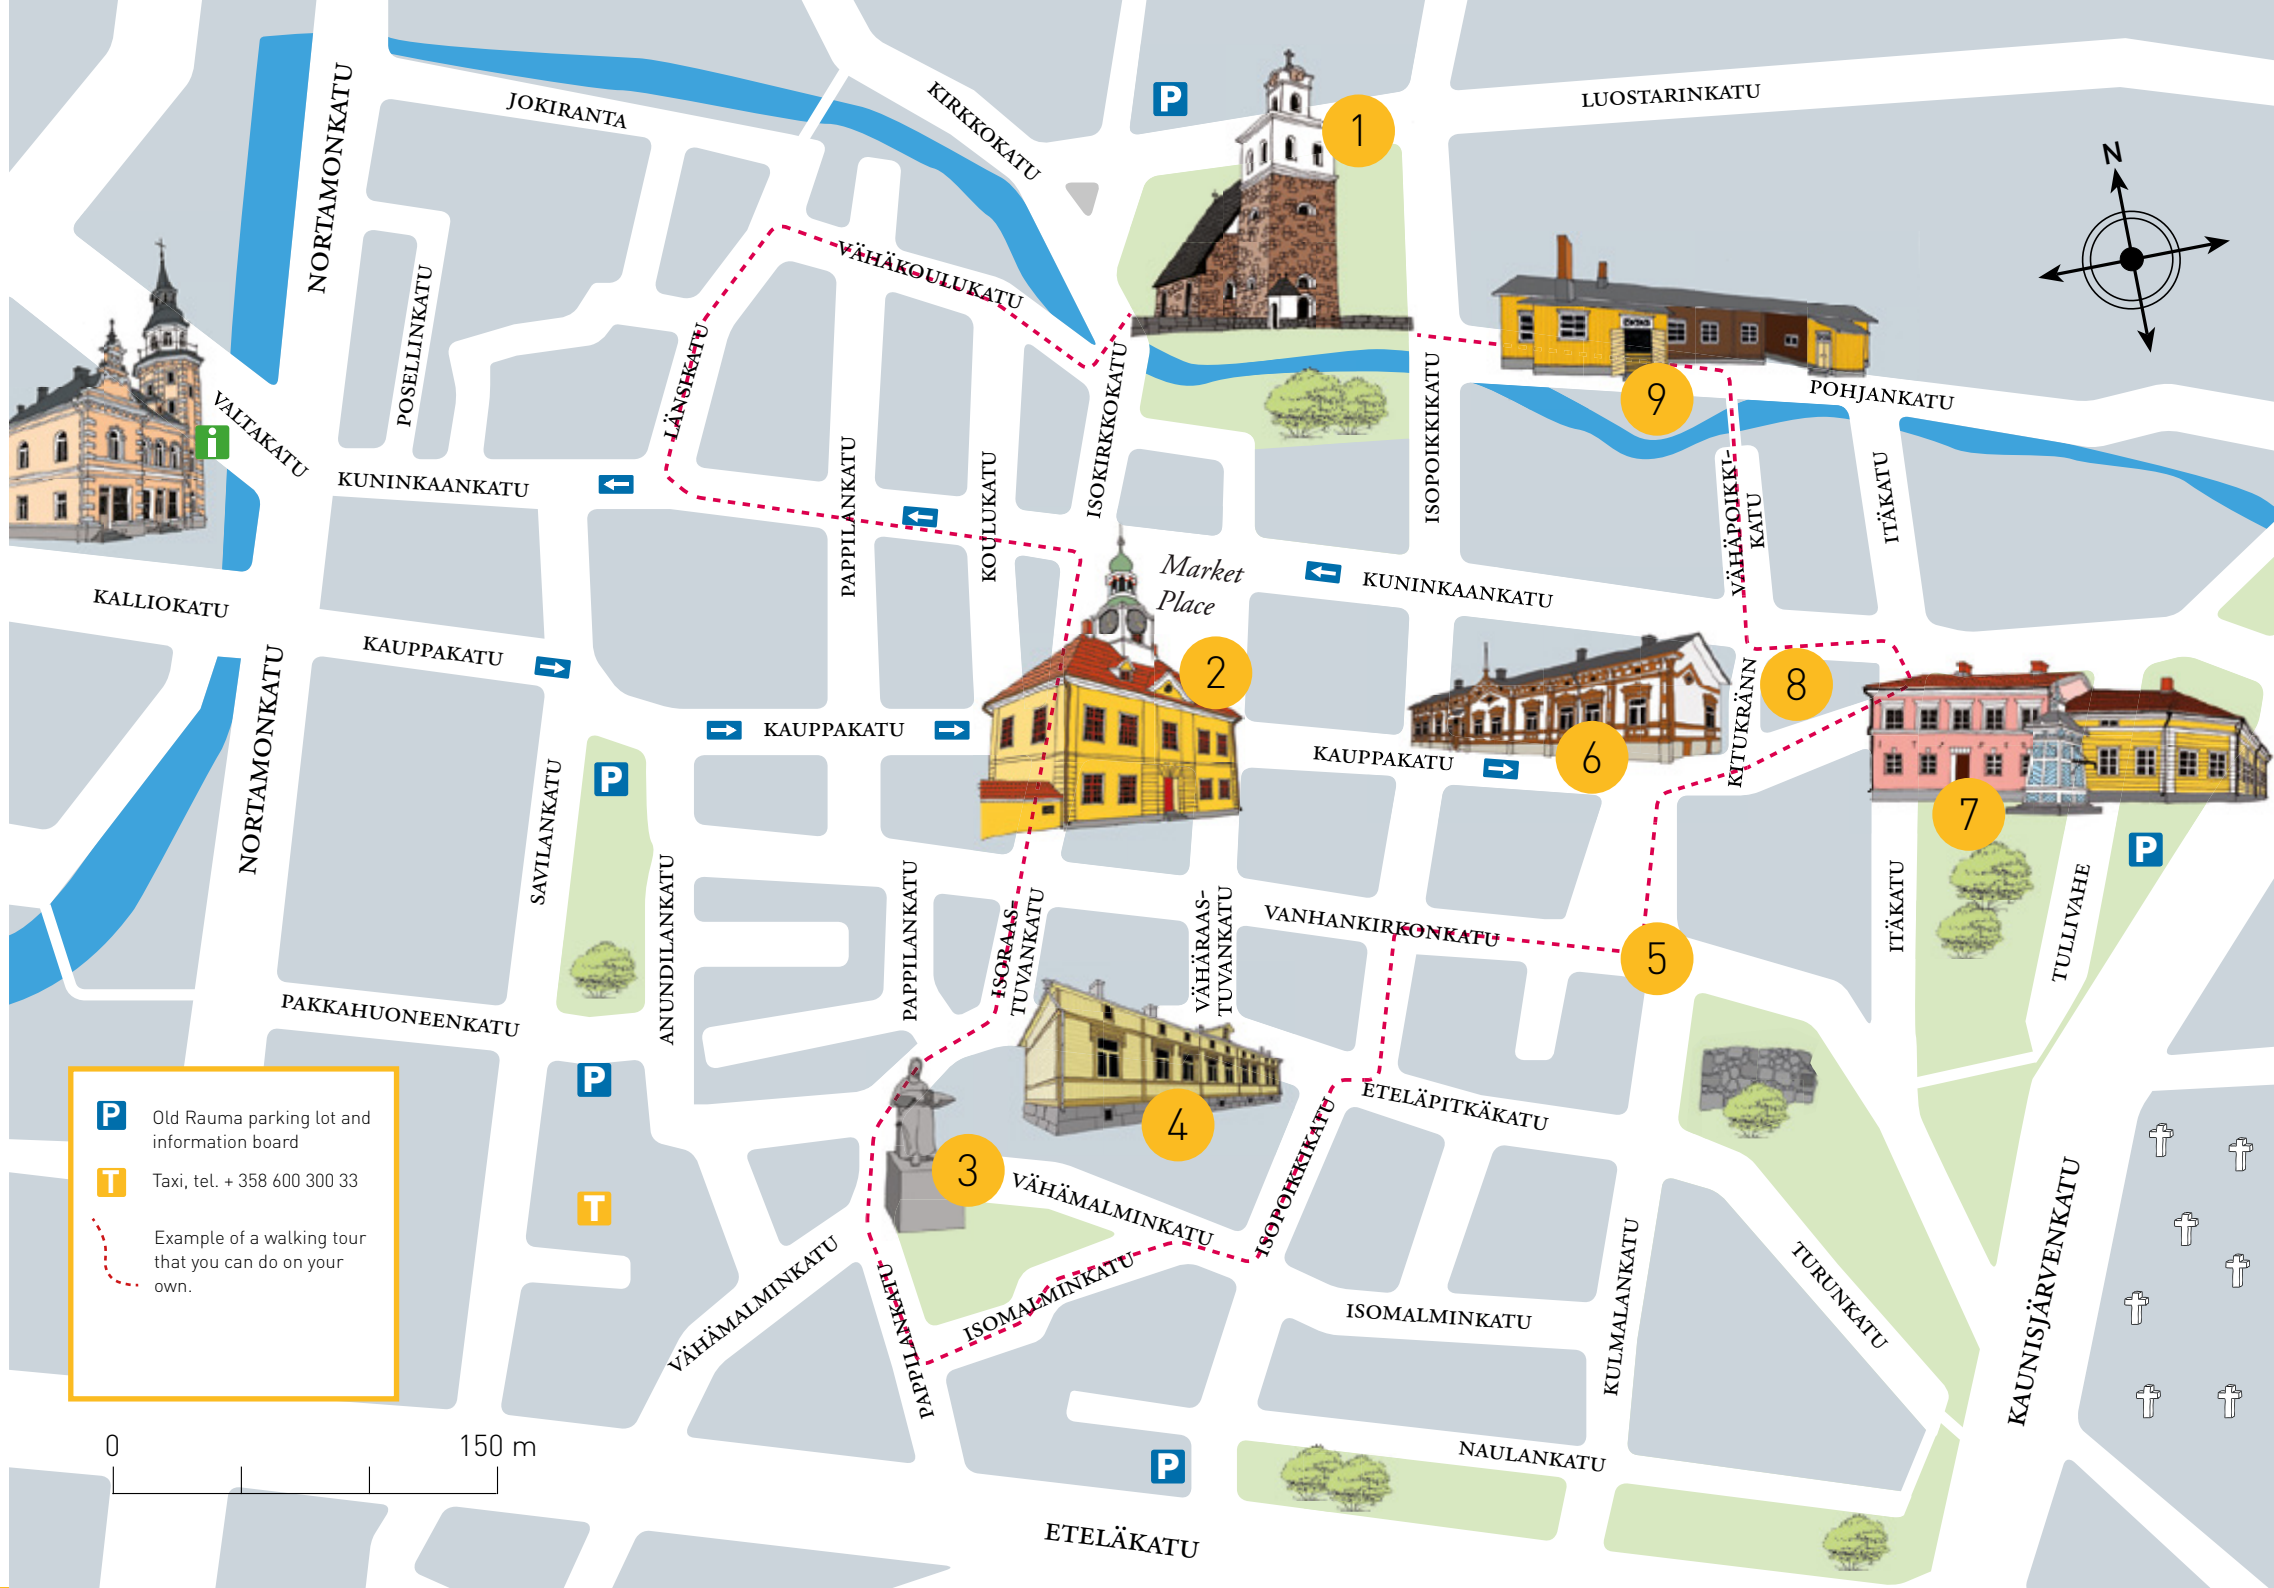 JOKIRANTA
KIRKKOKATU
P
1
LUOSTARINKATU
N
NORTAMONKATU
VÄHÄKOULUKATU
POSELLINKATU
LÄNSIKATU
ISOKIRKKOKATU
ISOPOIKKIKATU
9
POHJANKATU
i
VALTAKATU
KUNINKAANKATU
PAPPILANKATU
KOULUKATU
VÄHÄPOIKKI-
KATU
ITÄKATU
Market
Place
KUNINKAANKATU
KALLIOKATU
KAUPPAKATU
2
KITUKRÄNN
8
NORTAMONKATU
KAUPPAKATU
KAUPPAKATU
6
P
7
P
SAVILANKATU
ANUNDILANKATU
PAPPILANKATU
ISORAAS-
TUVANKATU
VÄHÄRAAS-
TUVANKATU
VANHANKIRKONKATU
5
ITÄKATU
TULLIVAHE
PAKKAHUONEENKATU
P
4
ETELÄPITKÄKATU
3
VÄHÄMALMINKATU
ISOPOIKKIKATU
P
Old Rauma parking lot and
information board
T
Taxi, tel. + 358 600 300 33
Example of a walking tour
that you can do on your
own.
T
VÄHÄMALMINKATU
PAPPILANKATU
ISOMALMINKATU
ISOMALMINKATU
KULMALANKATU
TURUNKATU
KAUNISJÄRVENKATU
0
150 m
P
NAULANKATU
ETELÄKATU